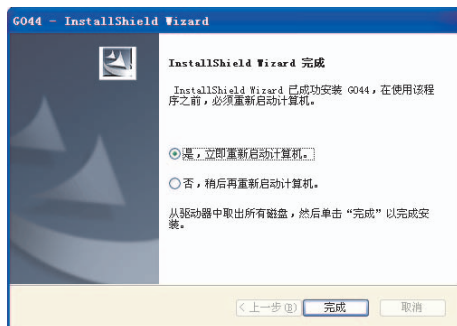 G044 - InstallShield Wizard
InstallShield Wizard 完成
InstallShield Wizard 已成功安装 G044，在使用该程
序之前，必须重新启动计算机。
是，立即重新启动计算机。
否，稍后再重新启动计算机。
从驱动器中取出所有磁盘，然后单击“完成”以完成安
装。
<上一步(B) 完成 取消